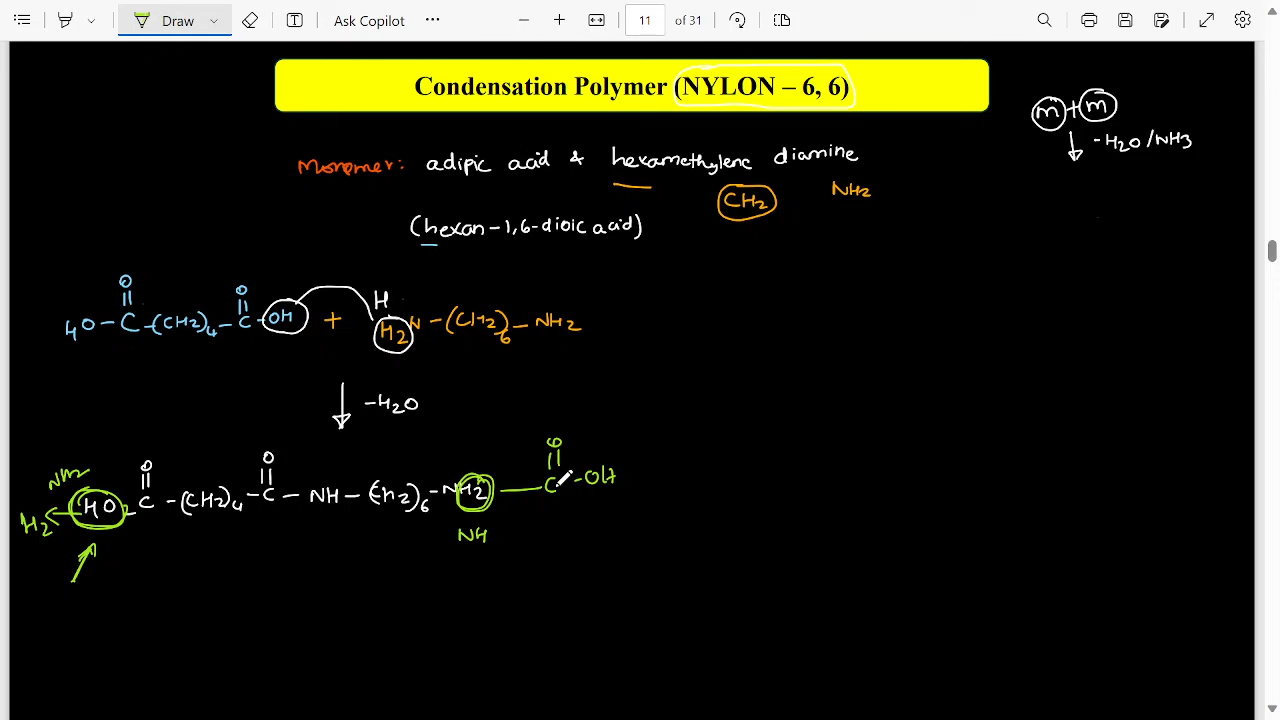 Draw
Ask Copilot
11 of 31
Condensation Polymer (NYLON – 6, 6)
m + m
-H2O/NH3
Monomer: adipic acid & hexamethylene diamine
CH2 NH2
(hexan-1,6-dioic acid)
O O H
HO-C-(CH2)4-C-OH + H2N-(CH2)6-NH2
-H2O
O
NH2 O O
HO-C-(CH2)4-C-NH-(CH2)6-NH2-C-OH
H2
NH